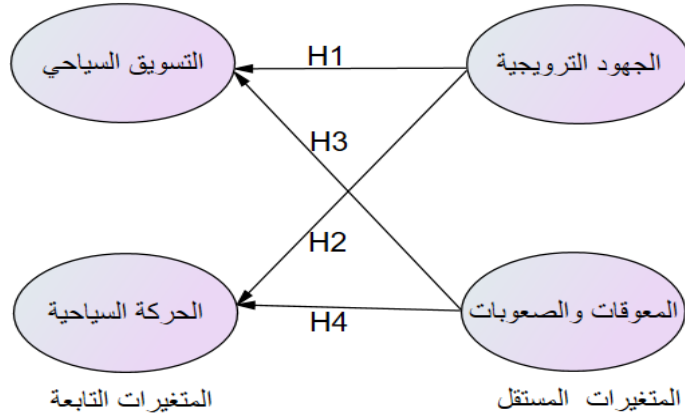 الجهود الترويجية
H1
التسويق السياحي
H3
H2
المعوقات والصعوبات
H4
الحركة السياحية
المتغيرات المستقل
المتغيرات التابعة